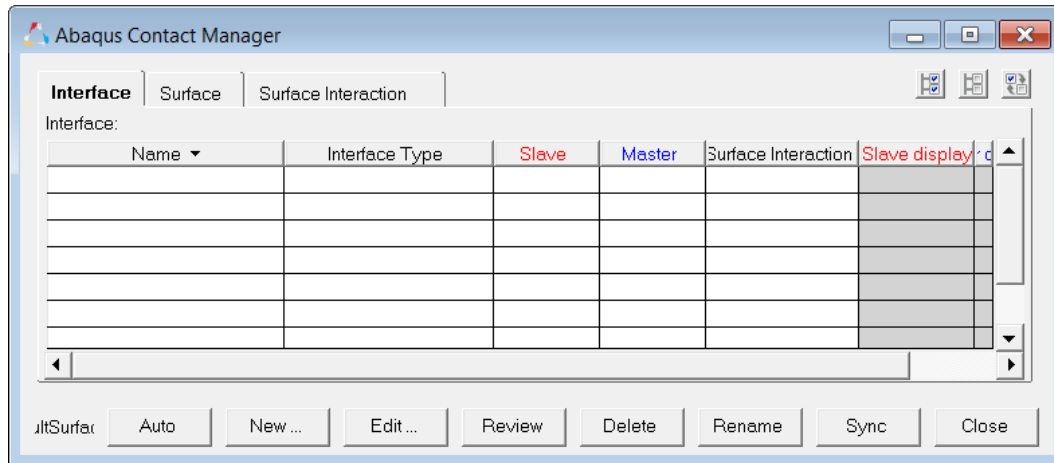 Abaqus Contact Manager
Interface Surface Surface Interaction
Interface:
Name Interface Type Slave Master Surface Interaction Slave display
ultSurfac Auto New ... Edit ... Review Delete Rename Sync Close